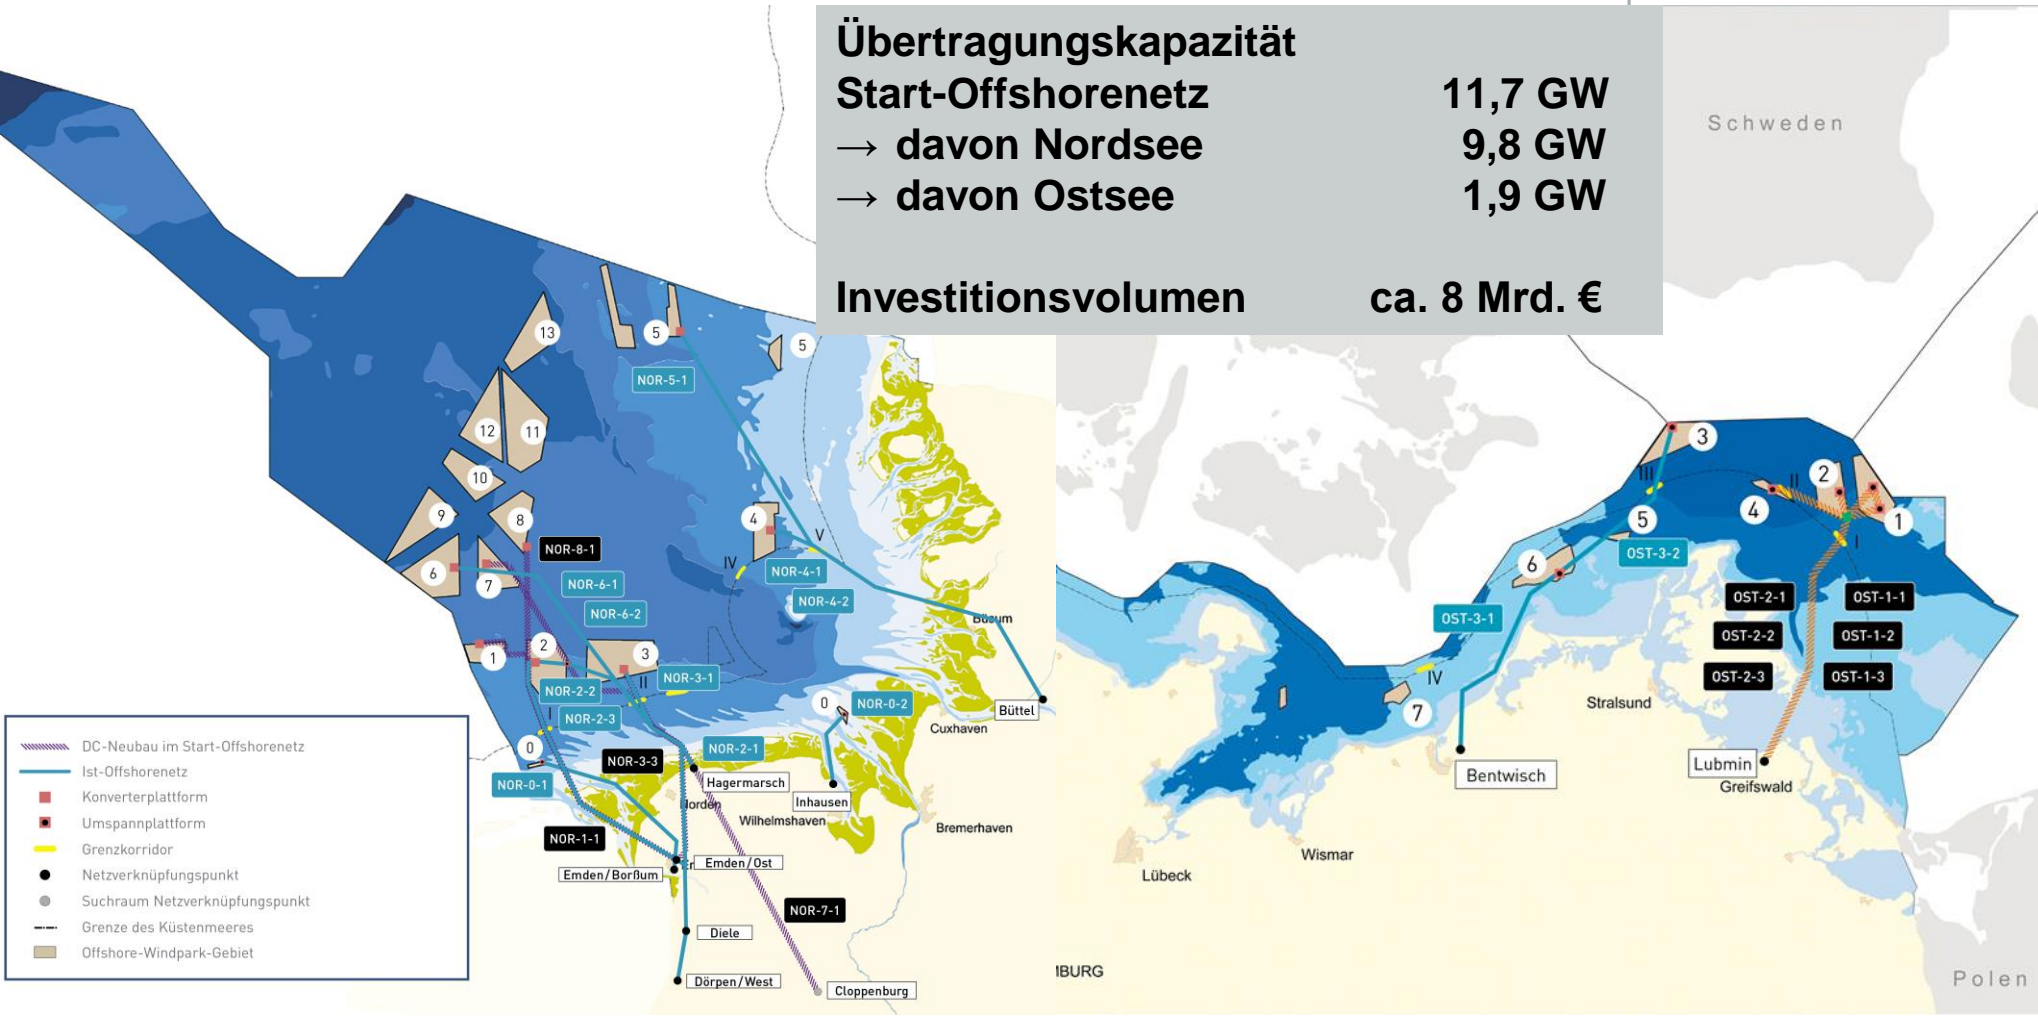 Übertragungskapazität
Start-Offshorenetz 11,7 GW
→ davon Nordsee 9,8 GW
→ davon Ostsee 1,9 GW
Investitionsvolumen ca. 8 Mrd. €
Schweden
13
5
5
NOR-5-1
12
11
10
9
8
4
V
NOR-8-1
IV
NOR-4-1
6
7
NOR-6-1
NOR-4-2
NOR-6-2
Büsum
1
2
3
II
NOR-3-1
NOR-2-2
0
NOR-0-2
Büttel
I
NOR-2-3
Cuxhaven
0
NOR-2-1
NOR-3-3
NOR-0-1
Hagermarsch
Norden
Inhausen
Wilhelmshaven
Bremerhaven
NOR-1-1
Emden/Ost
Emden/Borßum
NOR-7-1
Diele
Dörpen/West
Cloppenburg
DC-Neubau im Start-Offshorenetz
Ist-Offshorenetz
Konverterplattform
Umspannplattform
Grenzkorridor
Netzverknüpfungspunkt
Suchraum Netzverknüpfungspunkt
Grenze des Küstenmeeres
Offshore-Windpark-Gebiet
3
III
2
II
4
1
5
I
OST-3-2
6
OST-2-1
OST-1-1
OST-3-1
OST-2-2
OST-1-2
OST-2-3
OST-1-3
IV
7
Stralsund
Bentwisch
Lubmin
Greifswald
Wismar
Lübeck
MBURG
Polen